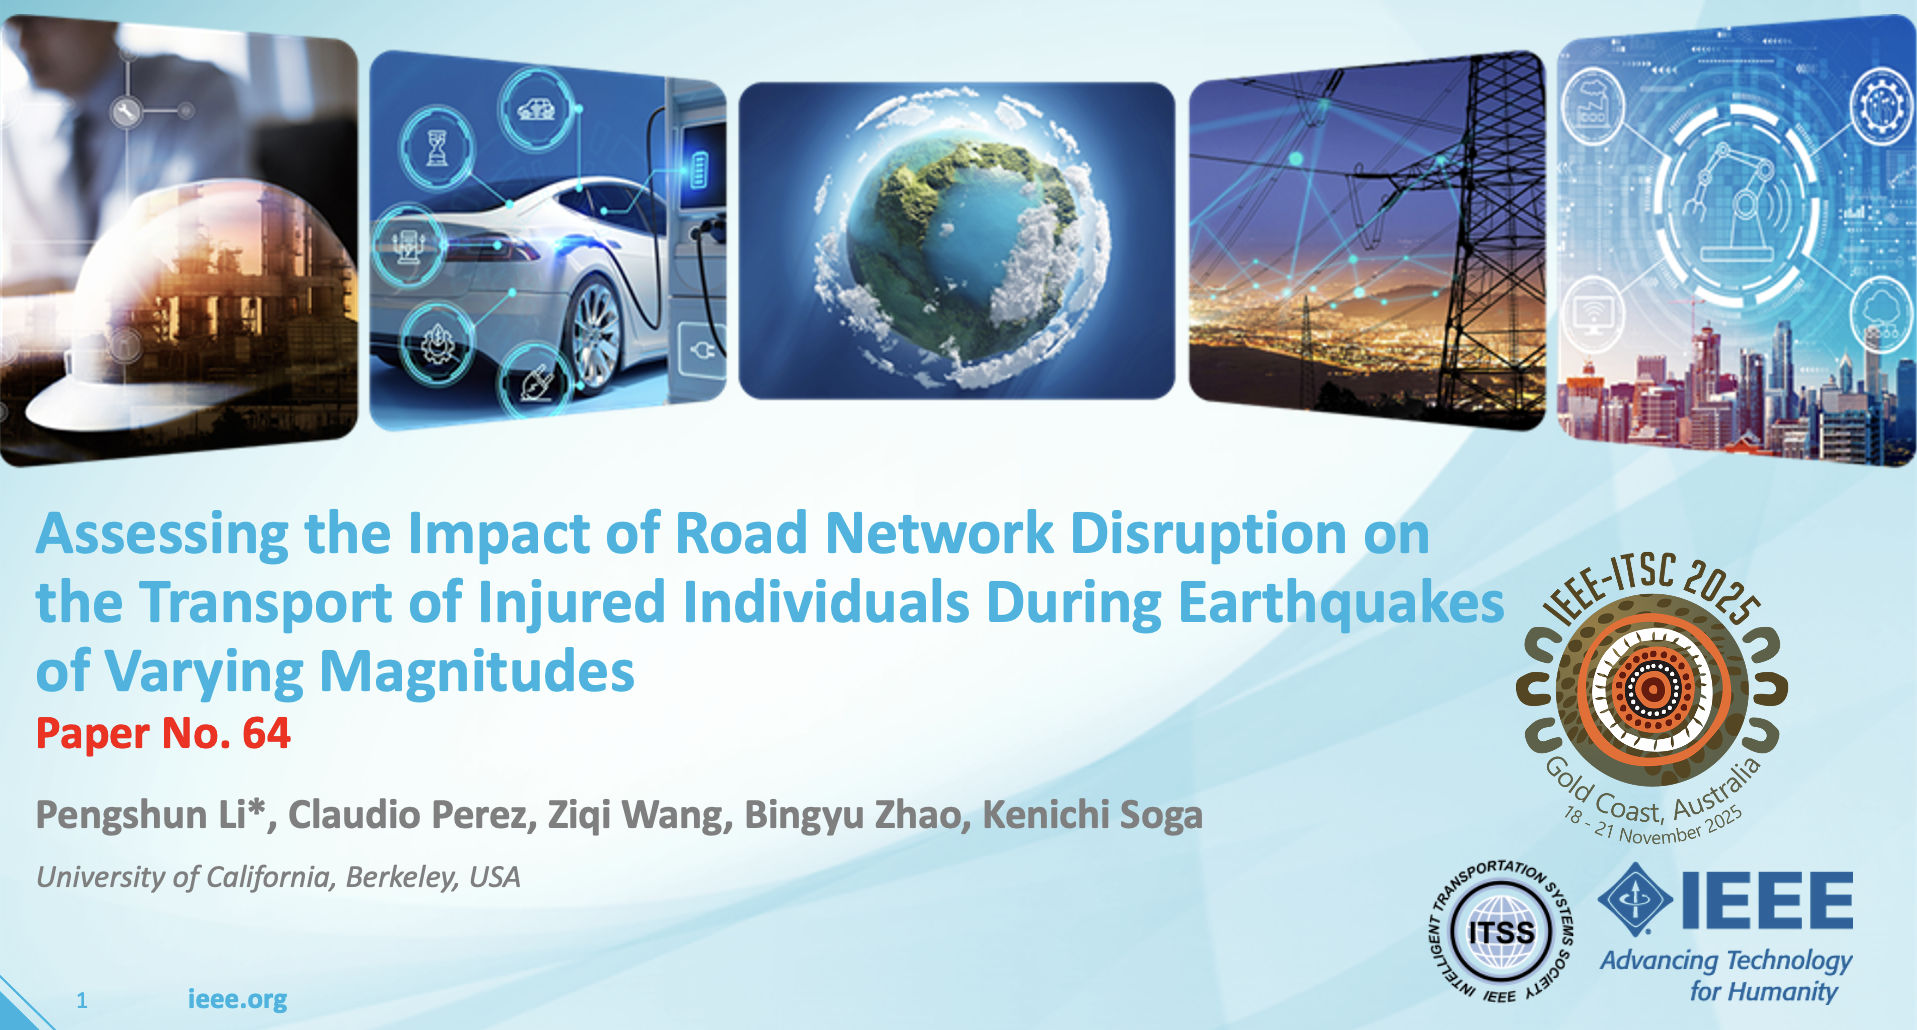 Assessing the Impact of Road Network Disruption on
the Transport of Injured Individuals During Earthquakes
of Varying Magnitudes
Paper No. 64
Pengshun Li*, Claudio Perez, Ziqi Wang, Bingyu Zhao, Kenichi Soga
University of California, Berkeley, USA
IEEE-ITSC 2025
Gold Coast, Australia
18 - 21 November 2025
INTELLIGENT TRANSPORTATION SYSTEMS SOCIETY
ITSS
IEEE
IEEE
Advancing Technology
for Humanity
1
ieee.org